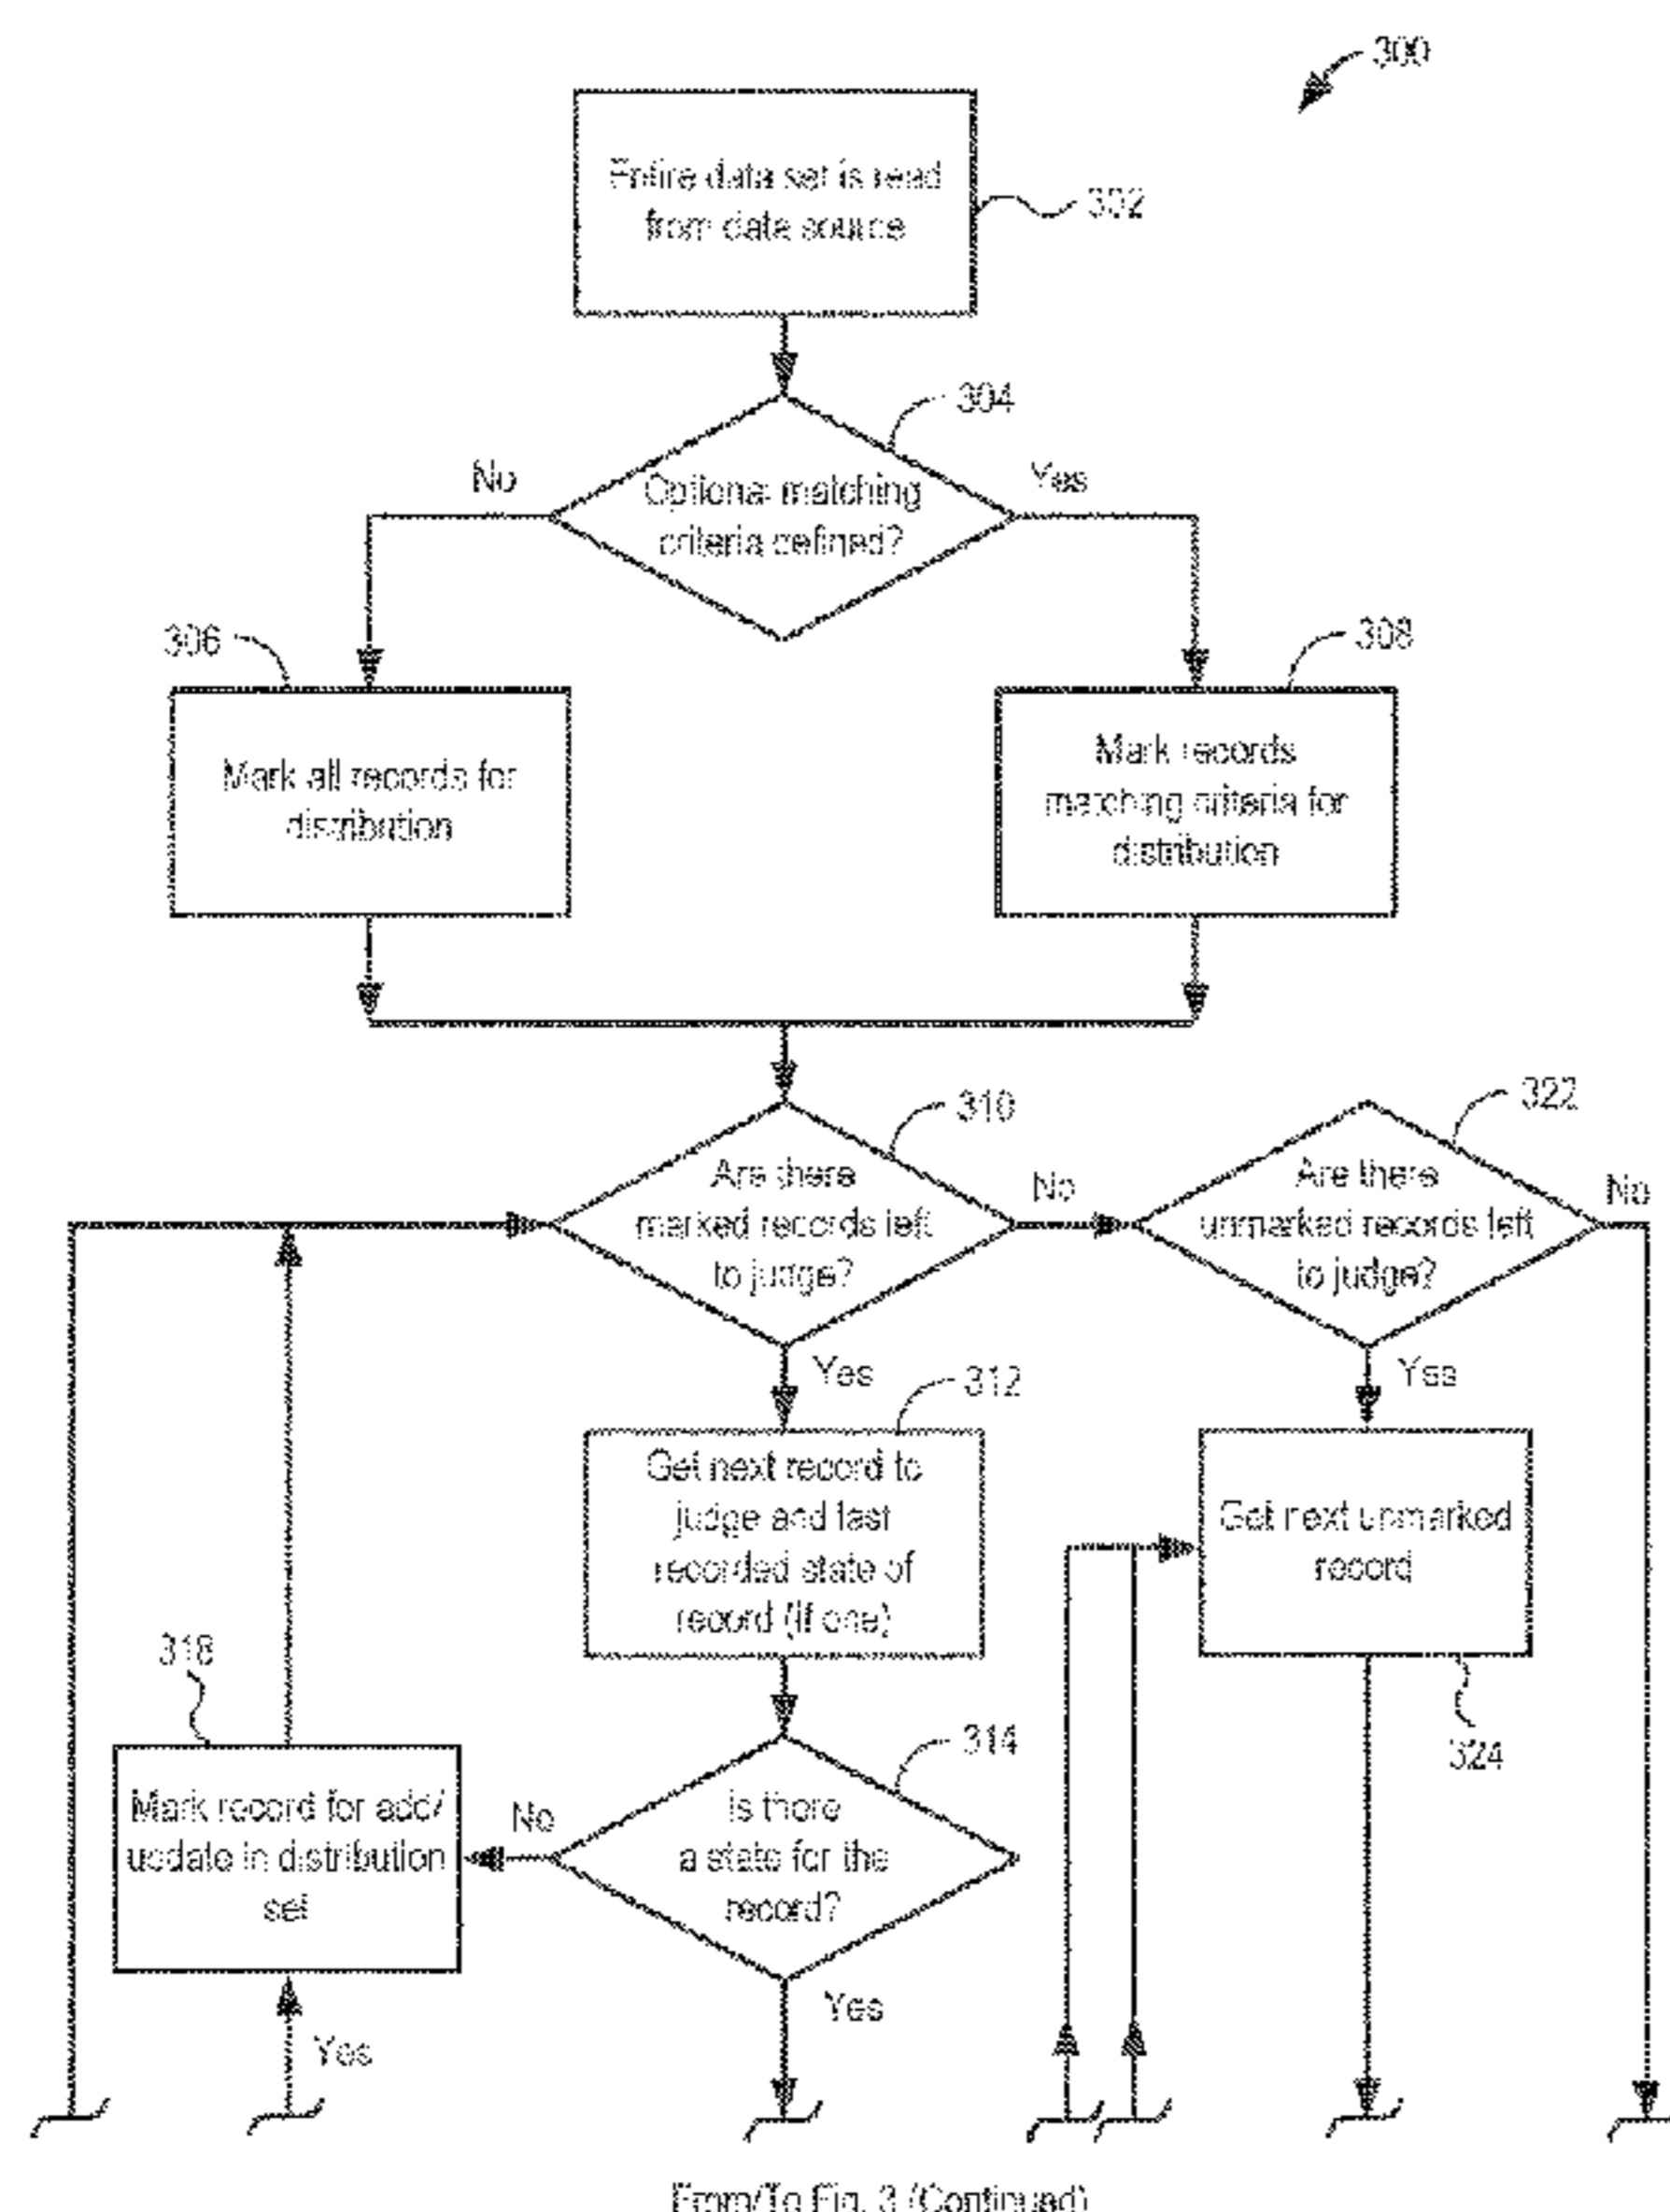 300
Entire data set is read
from data source
302
304
No
Yes
Optional matching
criteria defined?
306
308
Mark all records for
distribution
Mark records
matching criteria for
distribution
310
322
Are there
marked records left
to judge?
No
Are there
unmarked records left
to judge?
No
Yes
312
Yes
Get next record to
judge and last
recorded state of
record (if one)
Get next unmarked
record
318
314
324
Mark record for add/
update in distribution
set
No
Is there
a state for the
record?
Yes
Yes
From/To Fig. 3 (Continued)